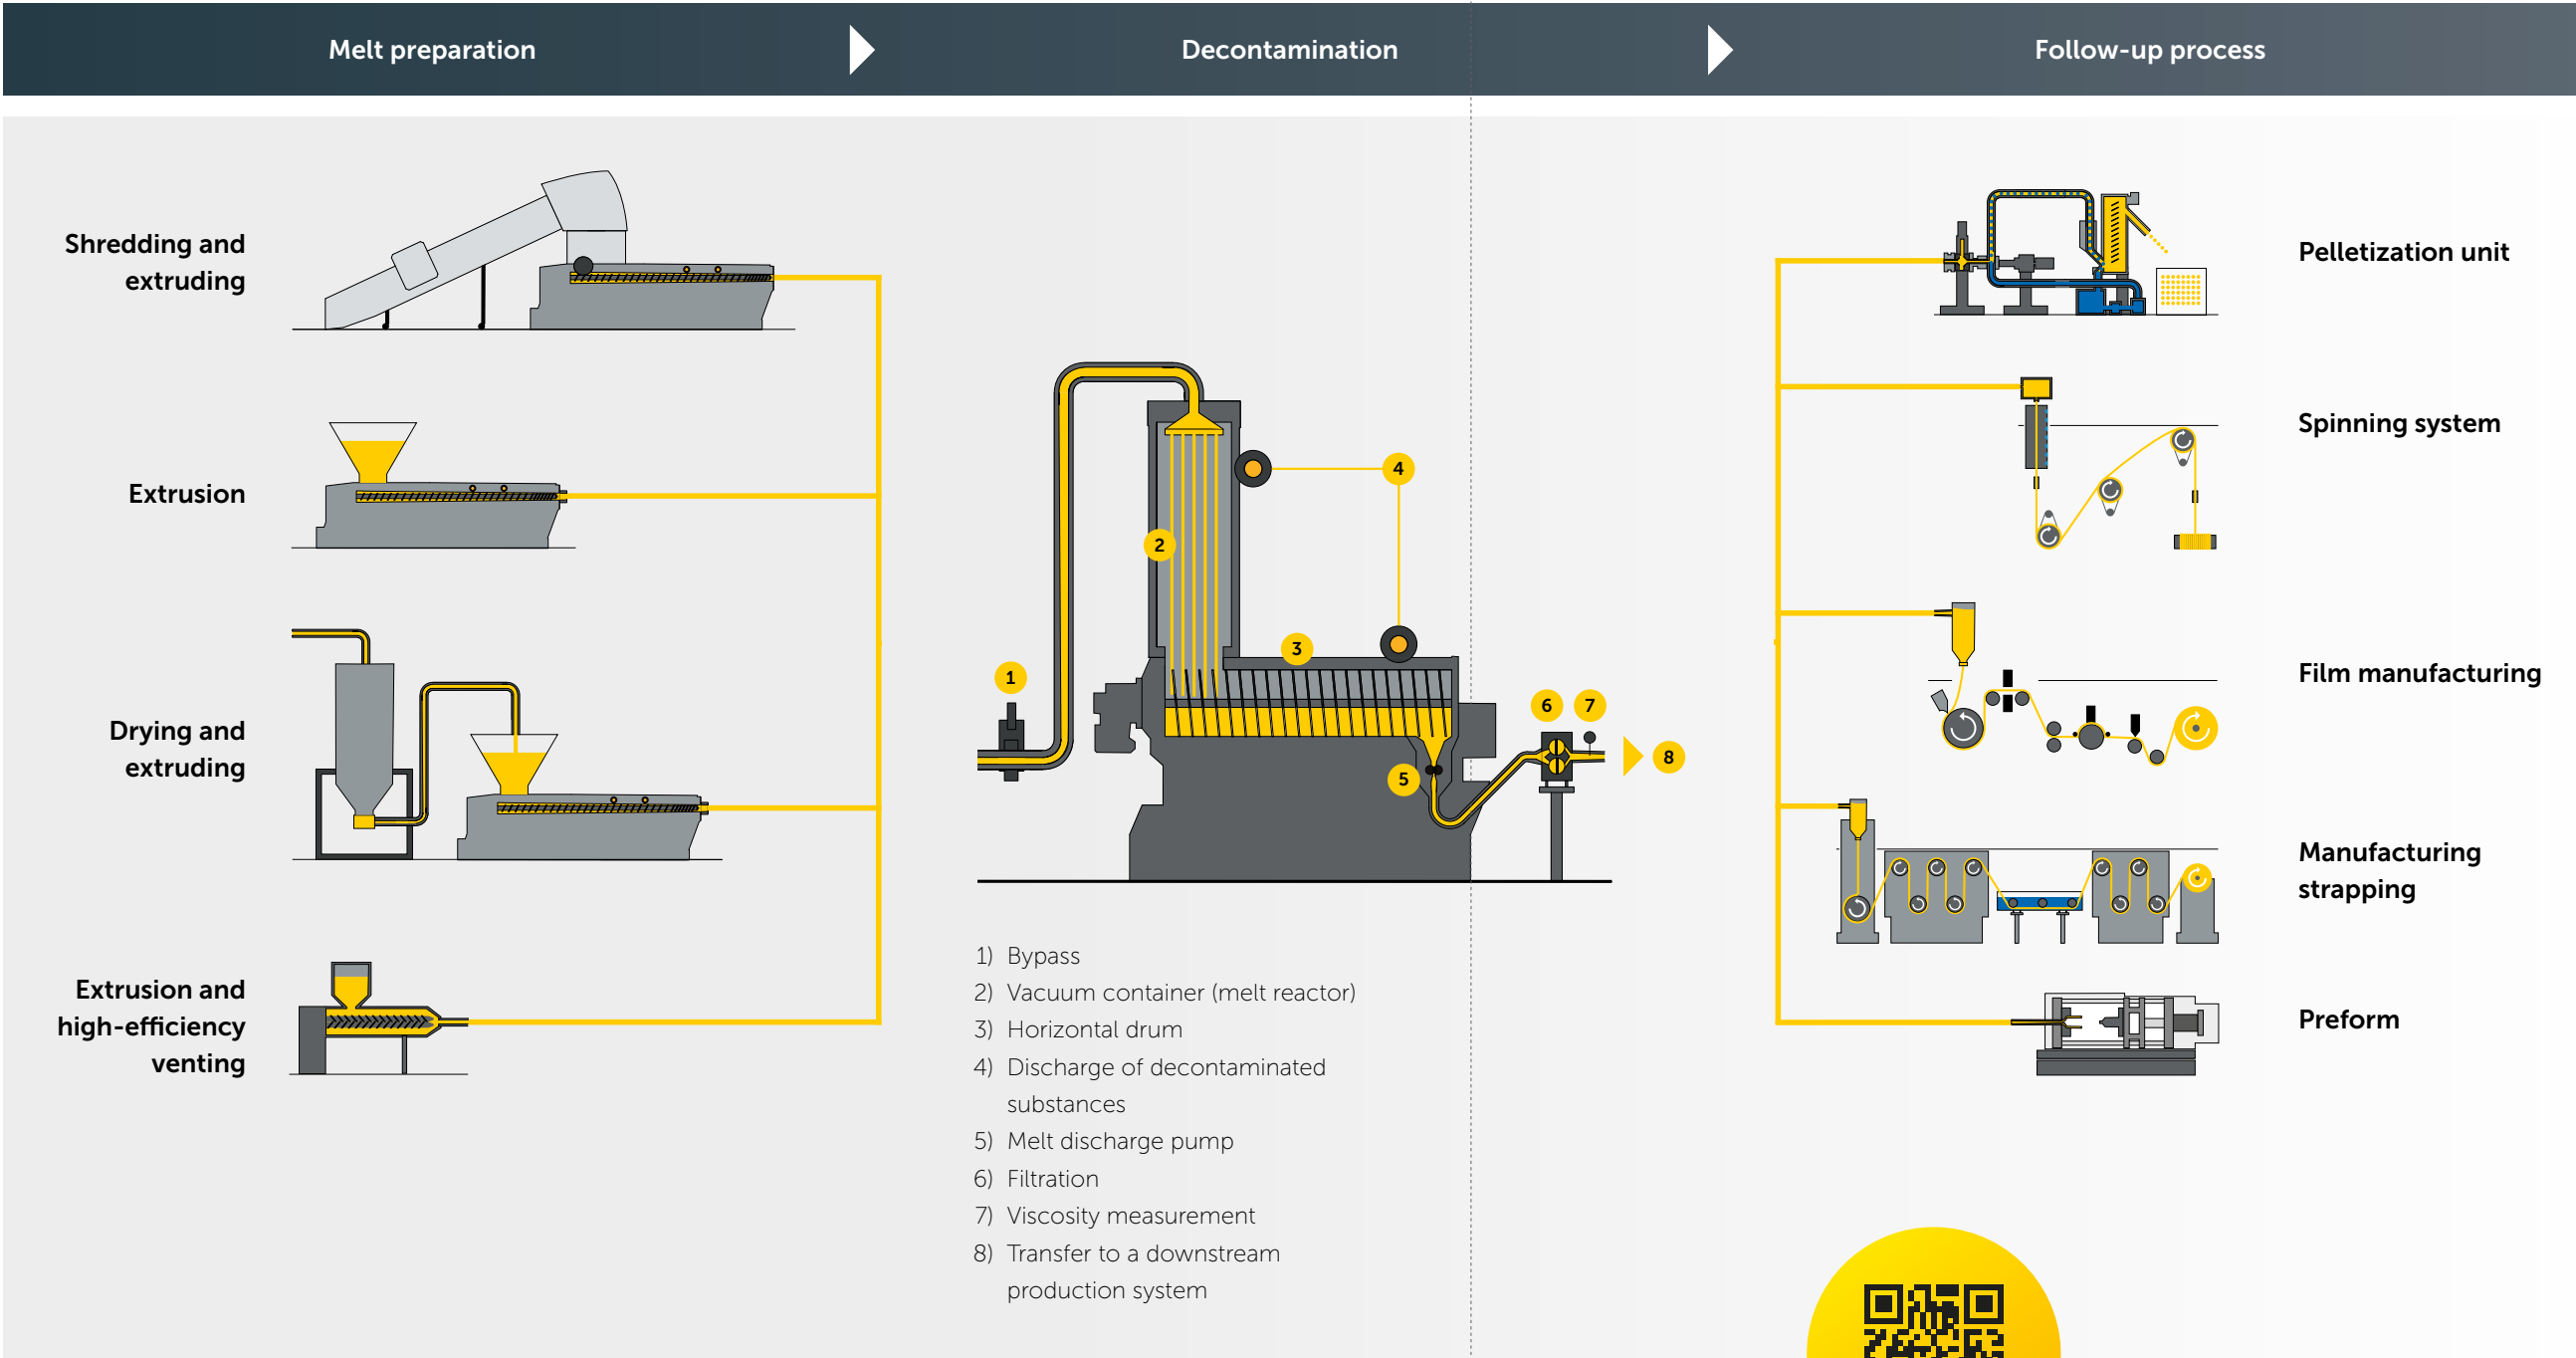 Melt preparation
Decontamination
Follow-up process
Shredding and
extruding
Extrusion
Drying and
extruding
Extrusion and
high-efficiency
venting
1
2
3
4
5
6
7
8
1) Bypass
2) Vacuum container (melt reactor)
3) Horizontal drum
4) Discharge of decontaminated
substances
5) Melt discharge pump
6) Filtration
7) Viscosity measurement
8) Transfer to a downstream
production system
Pelletization unit
Spinning system
Film manufacturing
Manufacturing
strapping
Preform